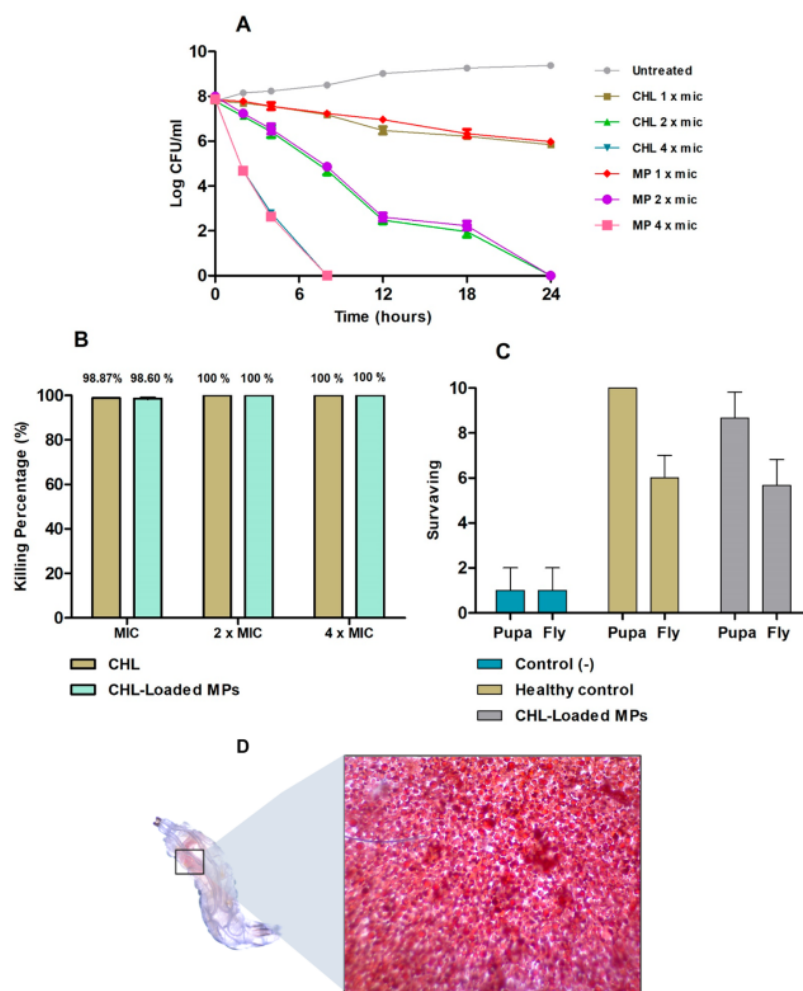 A
Log CFU/ml
10
8
6
4
2
0
0 6 12 18 24
Time (hours)
Untreated
CHL 1 x mic
CHL 2 x mic
CHL 4 x mic
MP 1 x mic
MP 2 x mic
MP 4 x mic
B
Killing Percentage (%)
98.87% 98.60 % 100 % 100 % 100 % 100 %
100
80
60
40
20
0
MIC 2 x MIC 4 x MIC
CHL
CHL-Loaded MPs
C
Survaving
10
8
6
4
2
0
Pupa Fly Pupa Fly Pupa Fly
Control (-)
Healthy control
CHL-Loaded MPs
D